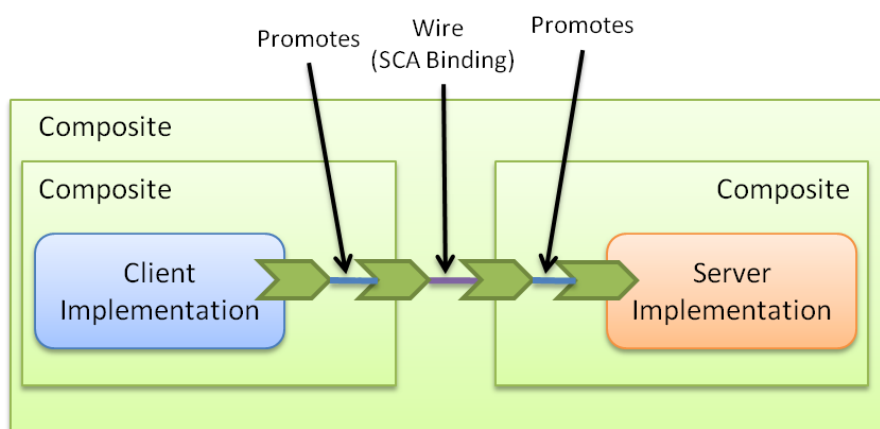 Promotes
Wire
(SCA Binding)
Promotes
Composite
Composite
Composite
Client
Implementation
Server
Implementation